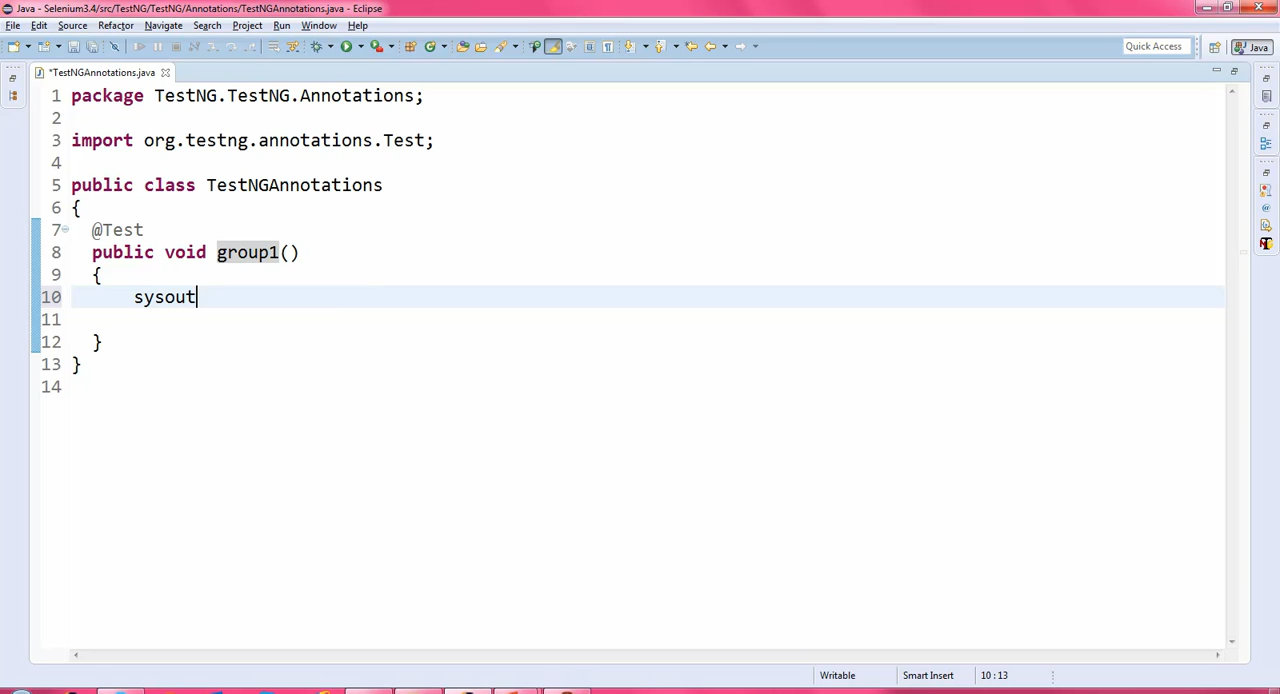 Java - Selenium3.4/src/TestNG/TestNG/Annotations/TestNGAnnotations.java - Eclipse
File Edit Source Refactor Navigate Search Project Run Window Help
Quick Access Java
*TestNGAnnotations.java
1 package TestNG.TestNG.Annotations;
2
3 import org.testng.annotations.Test;
4
5 public class TestNGAnnotations
6 {
7 @Test
8 public void group1()
9 {
10 sysout
11
12 }
13 }
14
Writable Smart Insert 10:13